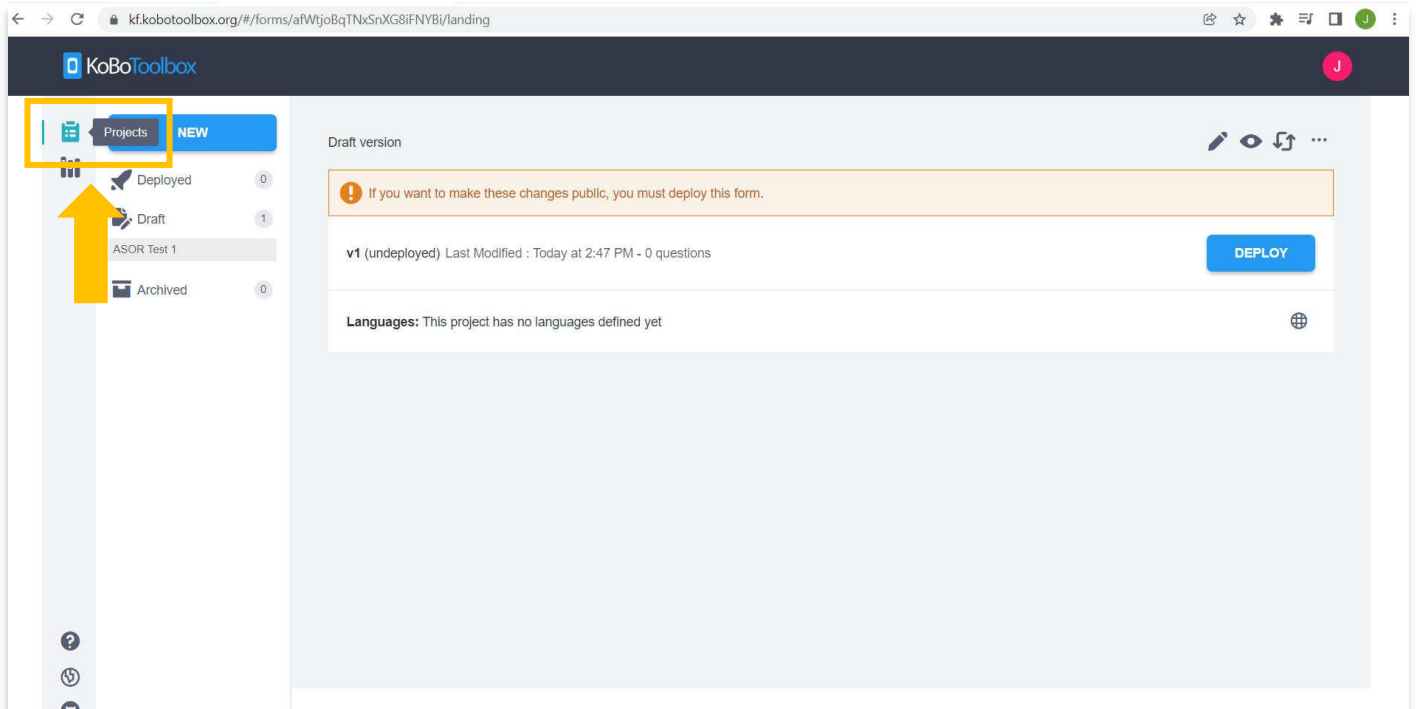 kf.kobotoolbox.org/#/forms/afWtjoBqTNxSnXG8iFNYBi/landing
J
KoBoToolbox
J
Projects
NEW
Deployed 0
Draft 1
ASOR Test 1
Archived 0
Draft version
If you want to make these changes public, you must deploy this form.
v1 (undeployed) Last Modified : Today at 2:47 PM - 0 questions
DEPLOY
Languages: This project has no languages defined yet